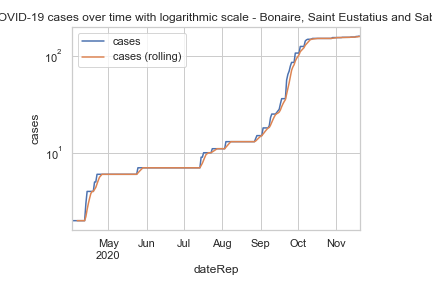 OVID-19 cases over time with logarithmic scale - Bonaire, Saint Eustatius and Sab
cases
cases (rolling)
10²
10¹
cases
May Jun Jul Aug Sep Oct Nov
2020
dateRep